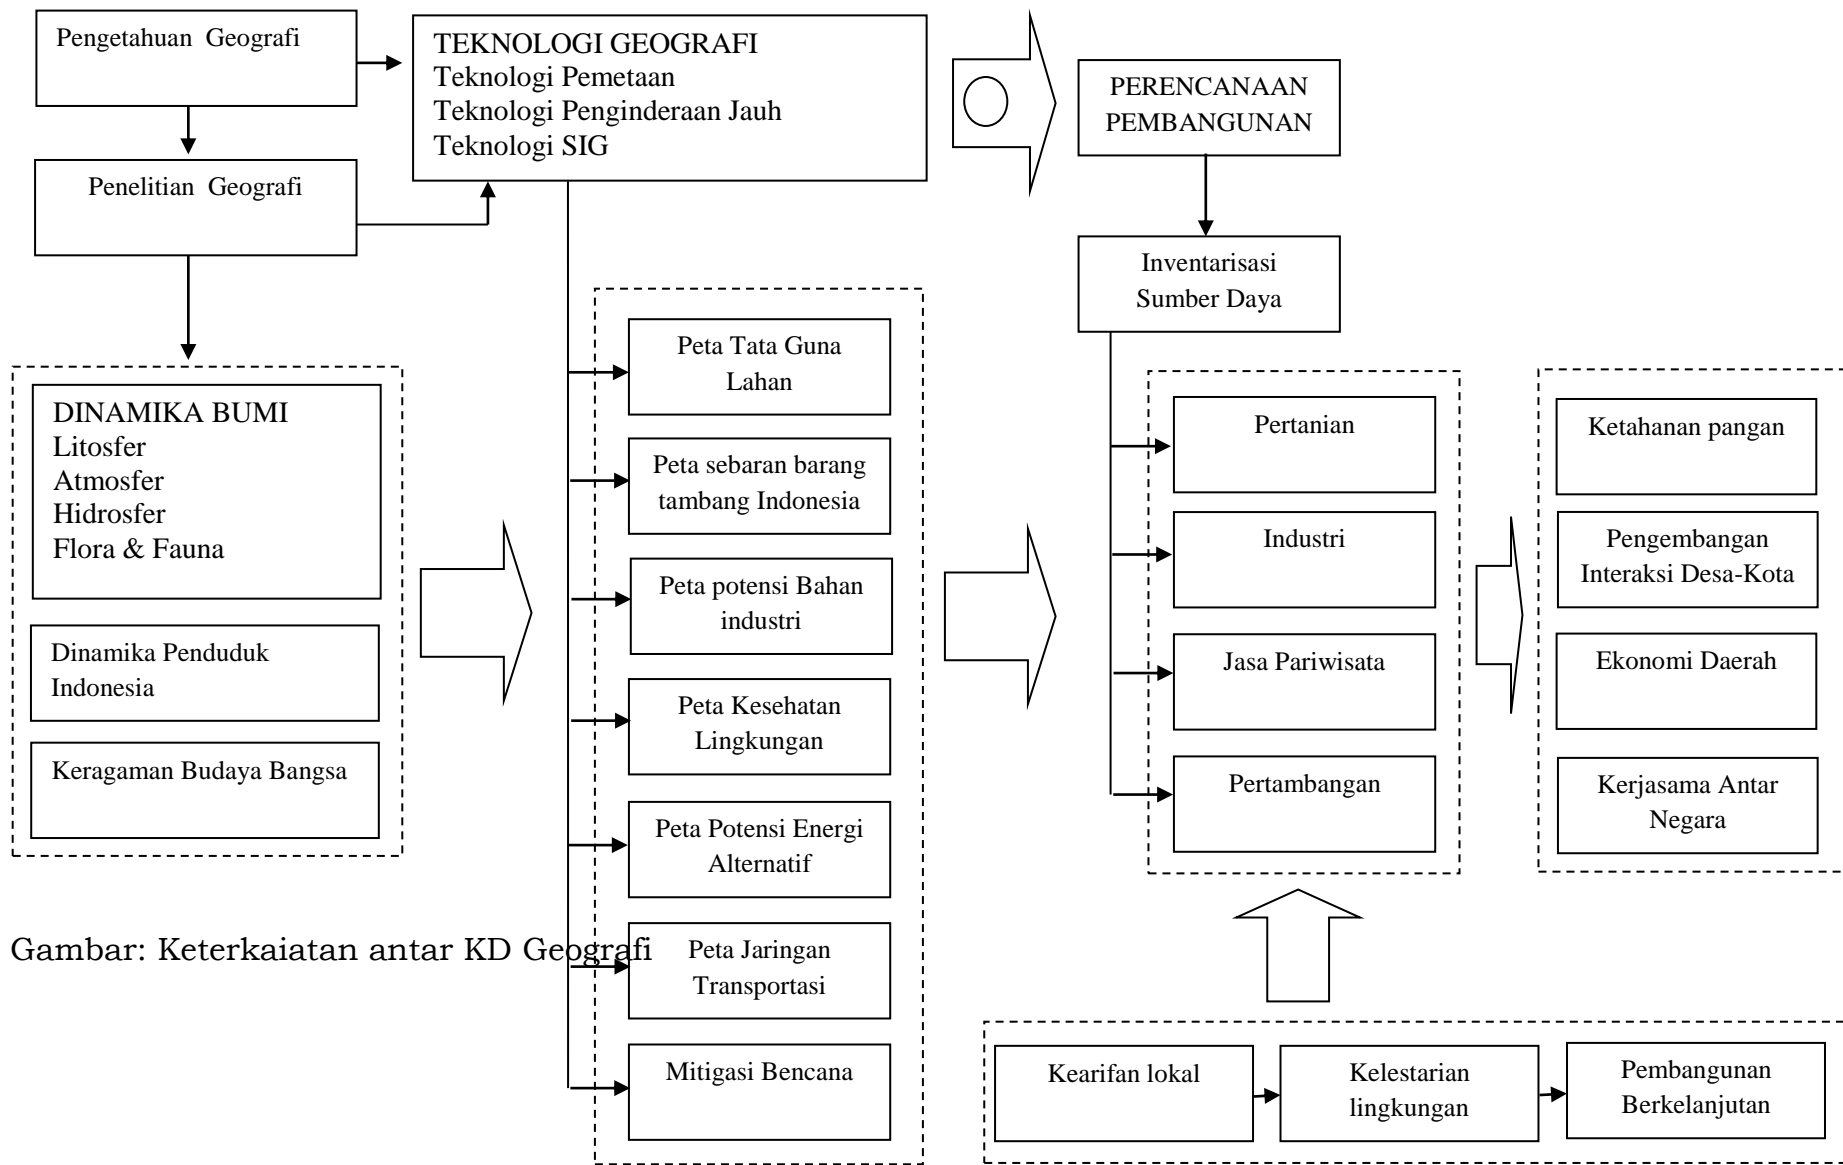 Pengetahuan Geografi
TEKNOLOGI GEOGRAFI
Teknologi Pemetaan
Teknologi Penginderaan Jauh
Teknologi SIG
PERENCANAAN
PEMBANGUNAN
Penelitian Geografi
Inventarisasi
Sumber Daya
DINAMIKA BUMI
Litosfer
Atmosfer
Hidrosfer
Flora & Fauna
Dinamika Penduduk
Indonesia
Keragaman Budaya Bangsa
Peta Tata Guna
Lahan
Peta sebaran barang
tambang Indonesia
Peta potensi Bahan
industri
Peta Kesehatan
Lingkungan
Peta Potensi Energi
Alternatif
Peta Jaringan
Transportasi
Mitigasi Bencana
Pertanian
Industri
Jasa Pariwisata
Pertambangan
Ketahanan pangan
Pengembangan
Interaksi Desa-Kota
Ekonomi Daerah
Kerjasama Antar
Negara
Gambar: Keterkaiatan antar KD Geografi
Kearifan lokal
Kelestarian
lingkungan
Pembangunan
Berkelanjutan